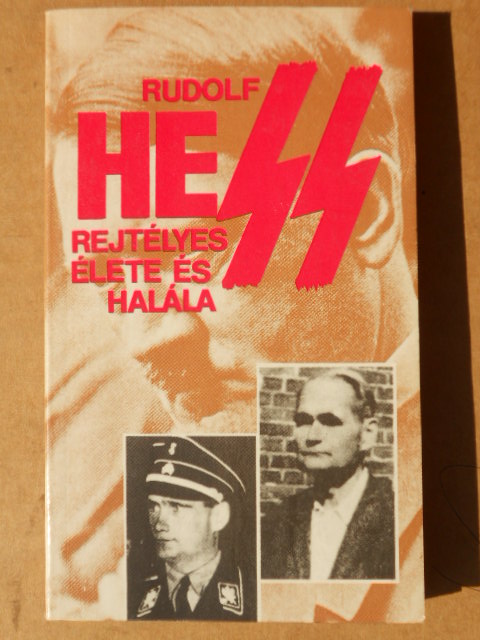 RUDOLF
HESS
REJTÉLYES
ÉLETE ÉS
HALÁLA